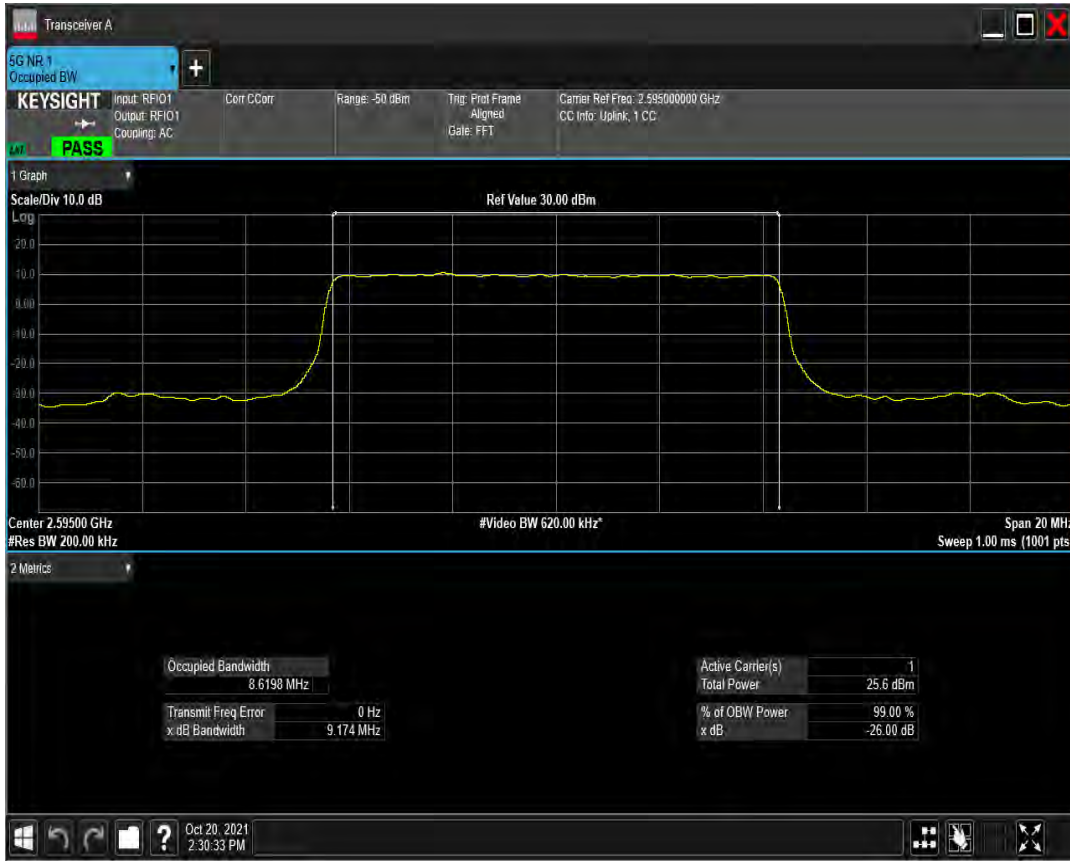 Transceiver A
5G NR 1
Occupied BW
+
KEYSIGHT
PASS
Input: RFIO1
Output: RFIO1
Coupling: AC
Corr CCorr
Range: -50 dBm
Trig: Prot Frame
Aligned
Gate: FFT
Carrier Ref Freq: 2.595000000 GHz
CC Info: Uplink, 1 CC
1 Graph
Scale/Div 10.0 dB
Ref Value 30.00 dBm
Log
20.0
10.0
0.00
-10.0
-20.0
-30.0
-40.0
-50.0
-60.0
Center 2.59500 GHz
#Video BW 620.00 kHz*
Span 20 MHz
#Res BW 200.00 kHz
Sweep 1.00 ms (1001 pts
2 Metrics
Occupied Bandwidth
8.6198 MHz
Transmit Freq Error 0 Hz
x dB Bandwidth 9.174 MHz
Active Carrier(s) 1
Total Power 25.6 dBm
% of OBW Power 99.00 %
x dB -26.00 dB
?
Oct 20, 2021
2:30:33 PM